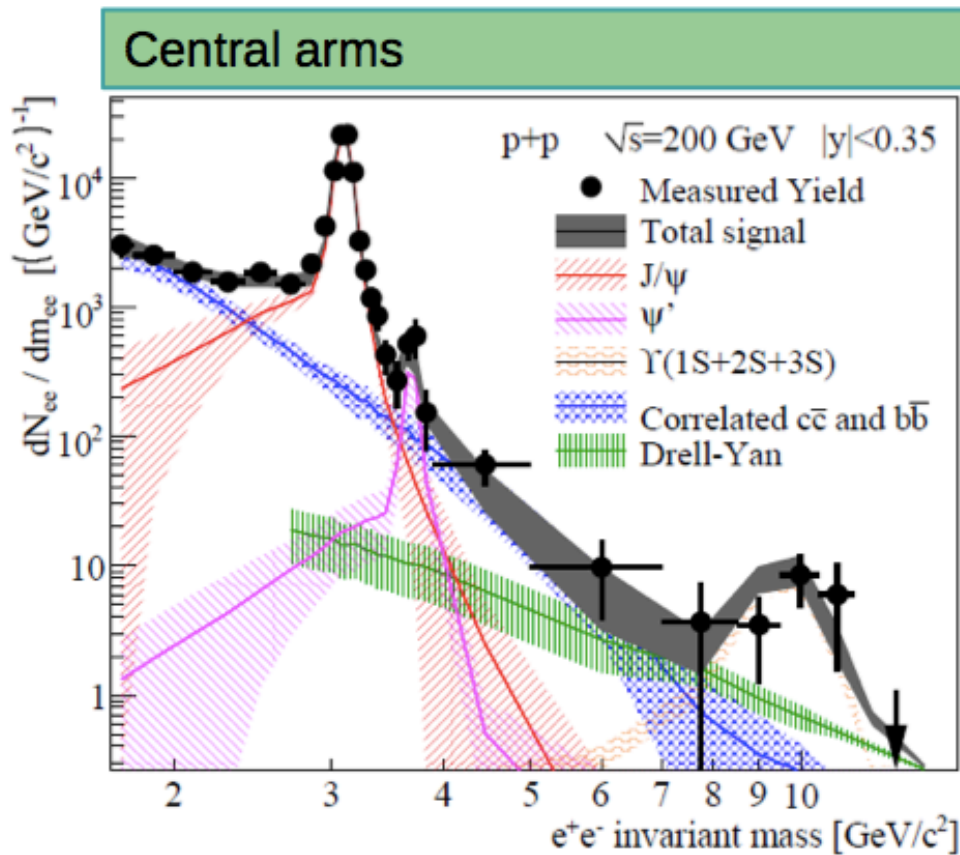 Central arms
dN_ee / dm_ee [(GeV/c²)⁻¹]
p+p √s=200 GeV |y|<0.35
Measured Yield
Total signal
J/ψ
ψ'
ϒ(1S+2S+3S)
Correlated cc̅ and bb̅
Drell-Yan
10⁴
10³
10²
10
1
2 3 4 5 6 7 8 9 10
e⁺e⁻ invariant mass [GeV/c²]